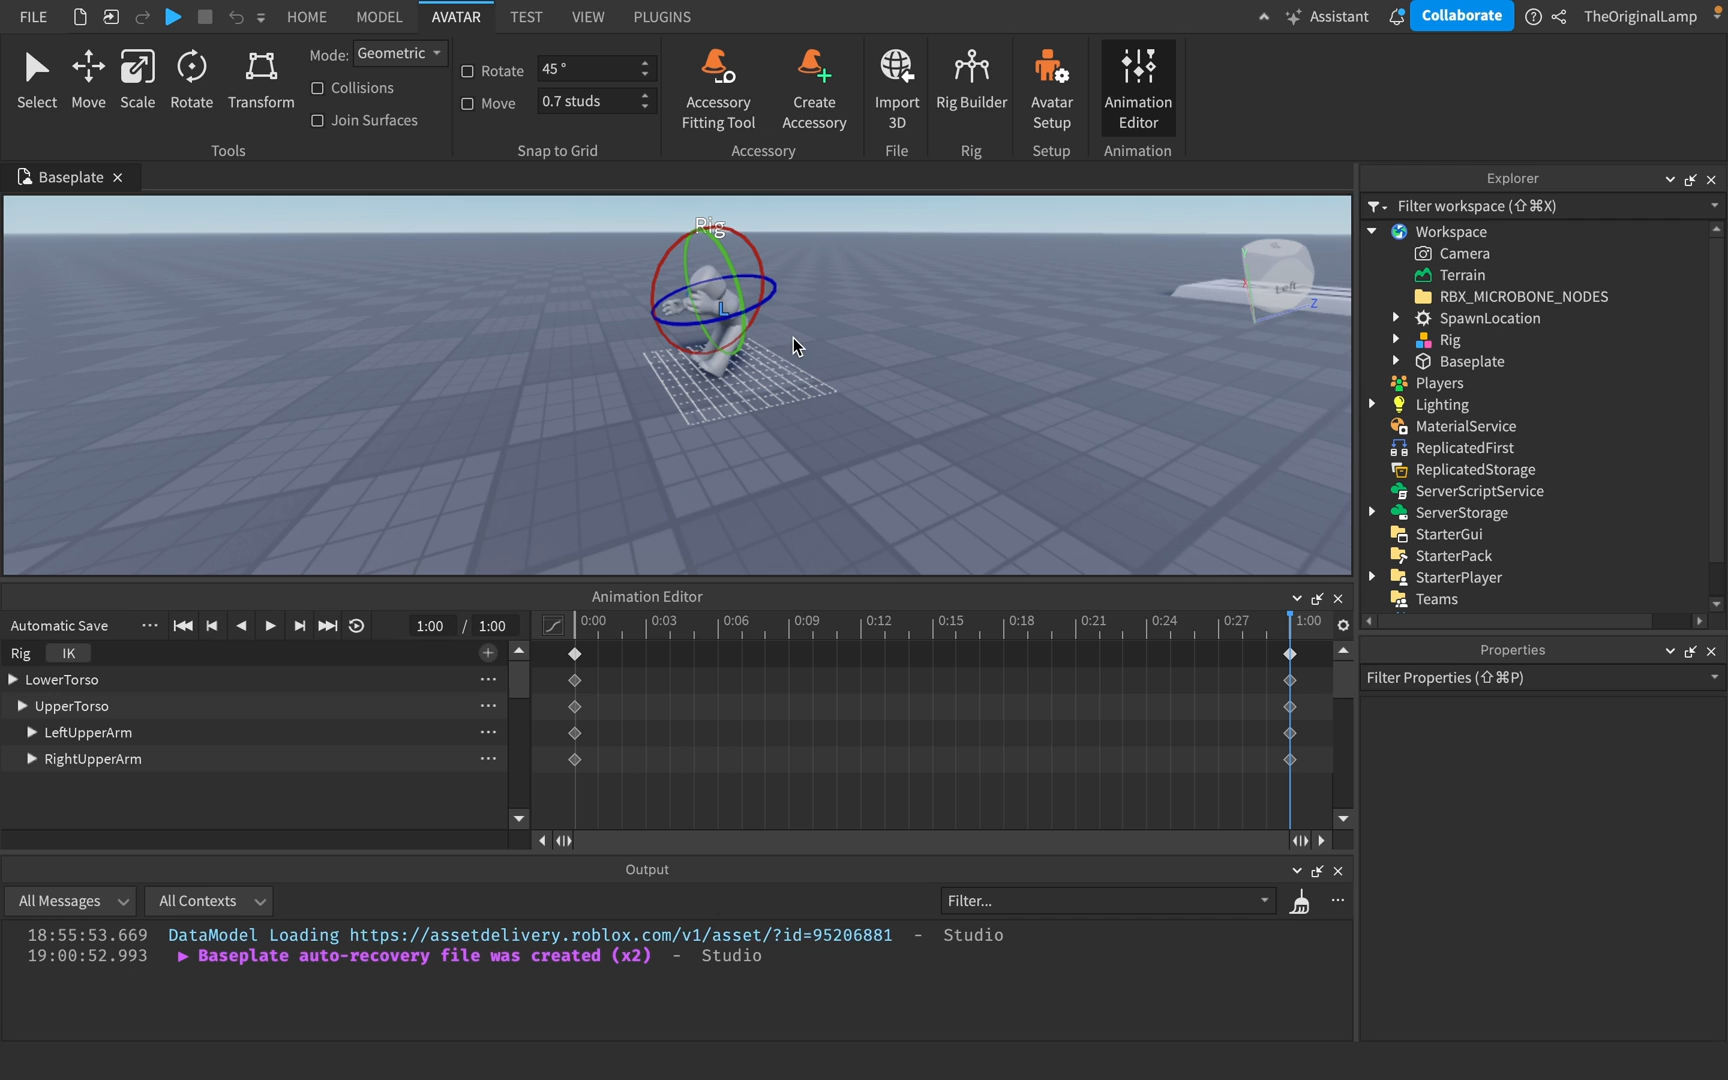 FILE HOME MODEL AVATAR TEST VIEW PLUGINS Assistant Collaborate TheOriginalLamp
Select Move Scale Rotate Transform
Mode: Geometric
Collisions
Join Surfaces
Tools
Rotate 45 °
Move 0.7 studs
Snap to Grid
Accessory Fitting Tool
Create Accessory
Accessory
Import 3D
File
Rig Builder
Rig
Avatar Setup
Setup
Animation Editor
Animation
Baseplate
Rig
L
Left
Y
X
Z
Explorer
Filter workspace (⇧⌘X)
Workspace
Camera
Terrain
RBX_MICROBONE_NODES
SpawnLocation
Rig
Baseplate
Players
Lighting
MaterialService
ReplicatedFirst
ReplicatedStorage
ServerScriptService
ServerStorage
StarterGui
StarterPack
StarterPlayer
Teams
Properties
Filter Properties (⇧⌘P)
Animation Editor
Automatic Save ··· 1:00 / 1:00
0:00 0:03 0:06 0:09 0:12 0:15 0:18 0:21 0:24 0:27 1:00
Rig IK
LowerTorso
UpperTorso
LeftUpperArm
RightUpperArm
Output
All Messages All Contexts Filter...
18:55:53.669 DataModel Loading https://assetdelivery.roblox.com/v1/asset/?id=95206881 - Studio
19:00:52.993 ▶ Baseplate auto-recovery file was created (x2) - Studio